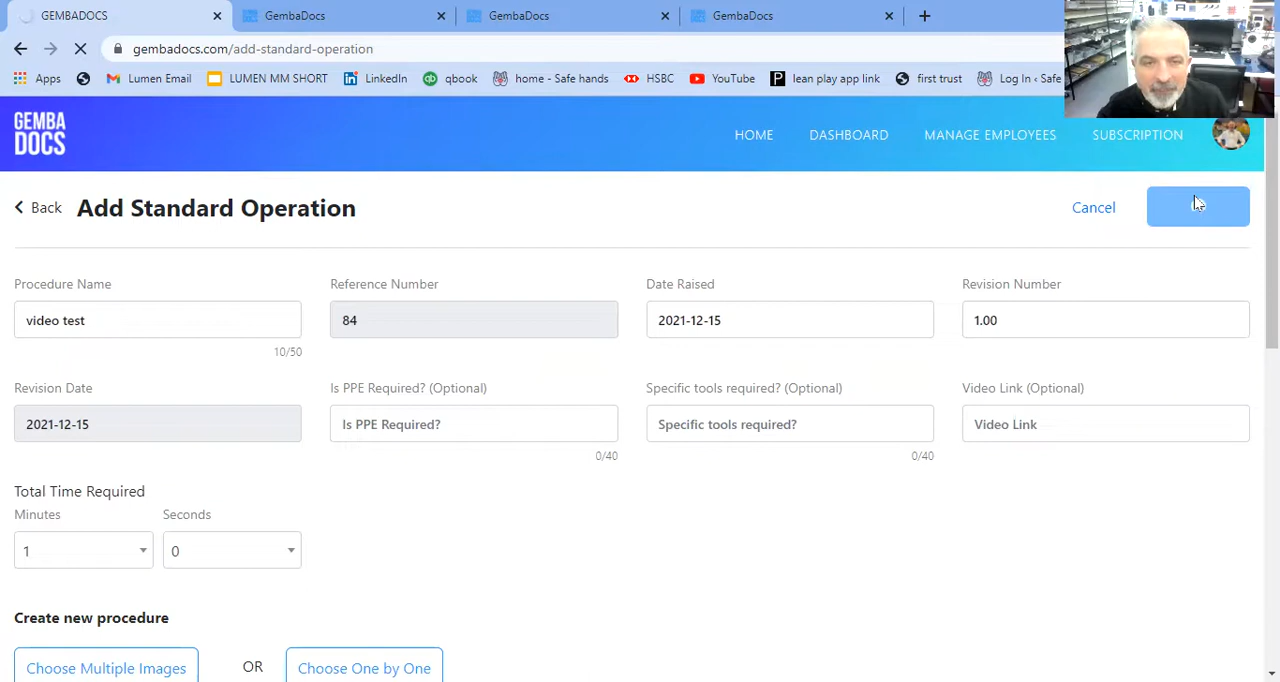 GEMBADOCS
GembaDocs
GembaDocs
GembaDocs
gembadocs.com/add-standard-operation
Apps
Lumen Email
LUMEN MM SHORT
LinkedIn
qbook
home - Safe hands
HSBC
YouTube
lean play app link
first trust
Log In ‹ Safe
GEMBA
DOCS
HOME
DASHBOARD
MANAGE EMPLOYEES
SUBSCRIPTION
Back
Add Standard Operation
Cancel
Procedure Name
Reference Number
Date Raised
Revision Number
video test
84
2021-12-15
1.00
10/50
Revision Date
Is PPE Required? (Optional)
Specific tools required? (Optional)
Video Link (Optional)
2021-12-15
Is PPE Required?
Specific tools required?
Video Link
0/40
0/40
Total Time Required
Minutes
Seconds
1
0
Create new procedure
Choose Multiple Images
OR
Choose One by One